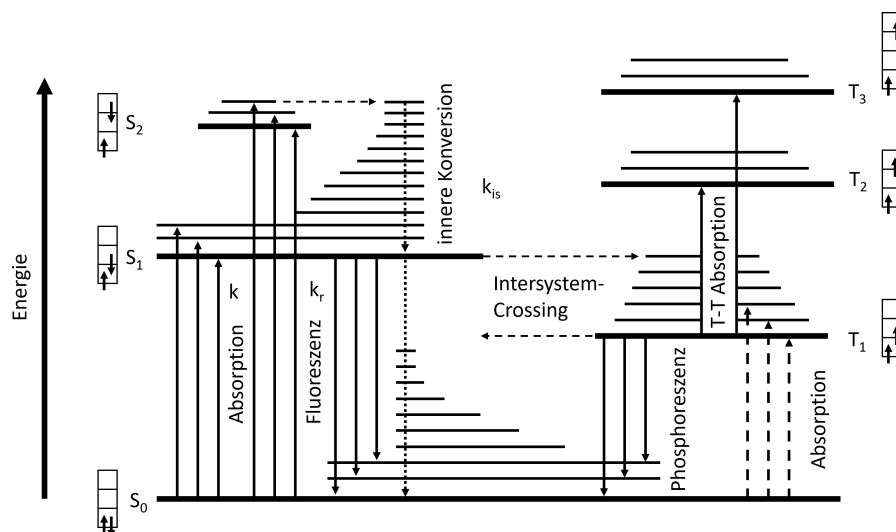 Energie
S2
S1
S0
k
Absorption
kr
Fluoreszenz
innere Konversion
kis
Intersystem-
Crossing
T-T Absorption
Phosphoreszenz
Absorption
T3
T2
T1